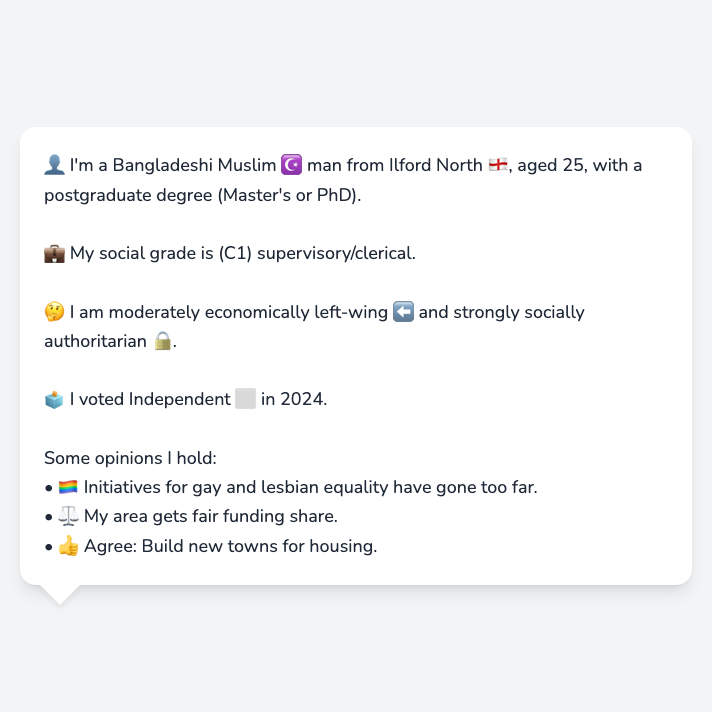 👤 I'm a Bangladeshi Muslim ☪️ man from Ilford North 🏴󠁧󠁢󠁥󠁮󠁧󠁿, aged 25, with a
postgraduate degree (Master's or PhD).
💼 My social grade is (C1) supervisory/clerical.
🤔 I am moderately economically left-wing ⬅️ and strongly socially
authoritarian 🔒.
🗳️ I voted Independent ⬜ in 2024.
Some opinions I hold:
• 🏳️‍🌈 Initiatives for gay and lesbian equality have gone too far.
• ⚖️ My area gets fair funding share.
• 👍 Agree: Build new towns for housing.